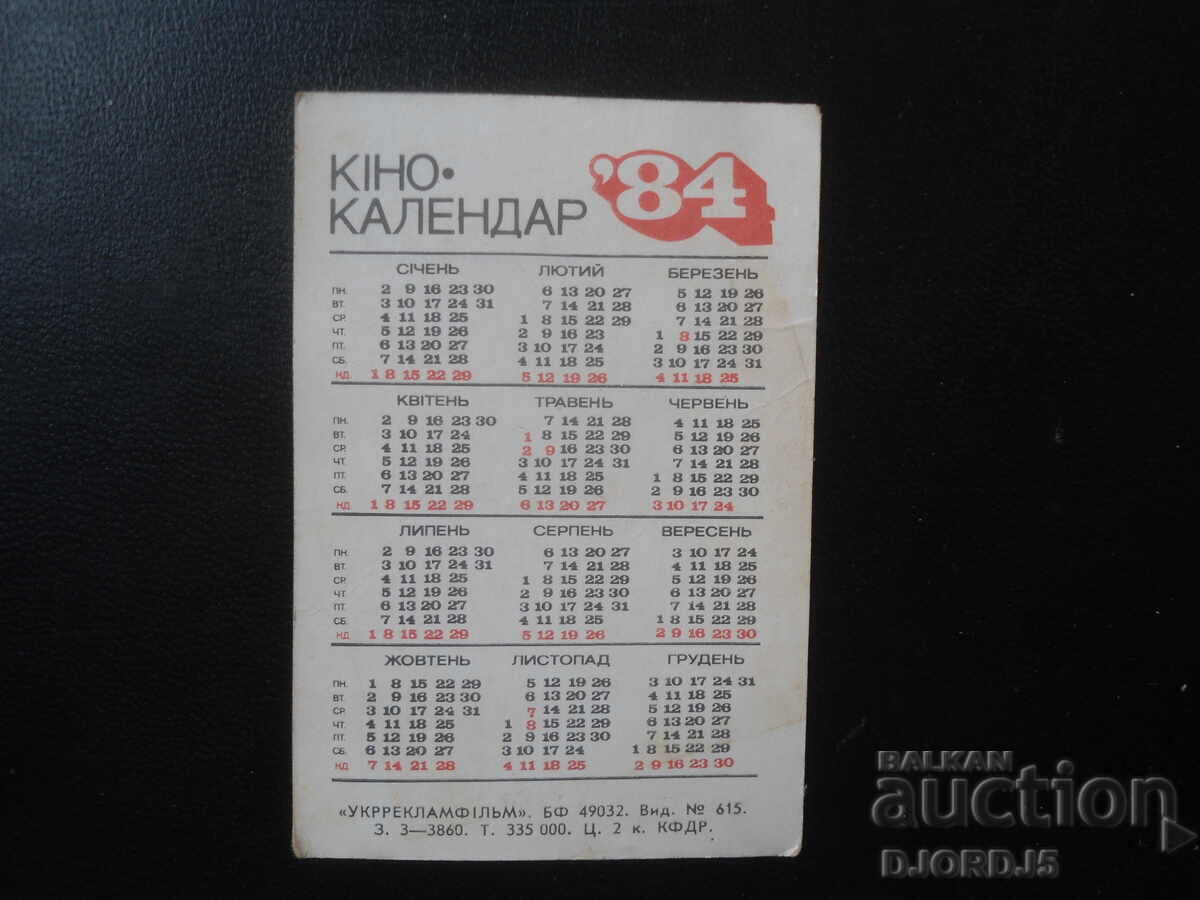 КІНО•
КАЛЕНДАР '84
СІЧЕНЬ ЛЮТИЙ БЕРЕЗЕНЬ
ПН. 2 9 16 23 30 6 13 20 27 5 12 19 26
ВТ. 3 10 17 24 31 7 14 21 28 6 13 20 27
СР. 4 11 18 25 1 8 15 22 29 7 14 21 28
ЧТ. 5 12 19 26 2 9 16 23 1 8 15 22 29
ПТ. 6 13 20 27 3 10 17 24 2 9 16 23 30
СБ. 7 14 21 28 4 11 18 25 3 10 17 24 31
НД. 1 8 15 22 29 5 12 19 26 4 11 18 25
КВІТЕНЬ ТРАВЕНЬ ЧЕРВЕНЬ
ПН. 2 9 16 23 30 7 14 21 28 4 11 18 25
ВТ. 3 10 17 24 1 8 15 22 29 5 12 19 26
СР. 4 11 18 25 2 9 16 23 30 6 13 20 27
ЧТ. 5 12 19 26 3 10 17 24 31 7 14 21 28
ПТ. 6 13 20 27 4 11 18 25 1 8 15 22 29
СБ. 7 14 21 28 5 12 19 26 2 9 16 23 30
НД. 1 8 15 22 29 6 13 20 27 3 10 17 24
ЛИПЕНЬ СЕРПЕНЬ ВЕРЕСЕНЬ
ПН. 2 9 16 23 30 6 13 20 27 3 10 17 24
ВТ. 3 10 17 24 31 7 14 21 28 4 11 18 25
СР. 4 11 18 25 1 8 15 22 29 5 12 19 26
ЧТ. 5 12 19 26 2 9 16 23 30 6 13 20 27
ПТ. 6 13 20 27 3 10 17 24 31 7 14 21 28
СБ. 7 14 21 28 4 11 18 25 1 8 15 22 29
НД. 1 8 15 22 29 5 12 19 26 2 9 16 23 30
ЖОВТЕНЬ ЛИСТОПАД ГРУДЕНЬ
ПН. 1 8 15 22 29 5 12 19 26 3 10 17 24 31
ВТ. 2 9 16 23 30 6 13 20 27 4 11 18 25
СР. 3 10 17 24 31 7 14 21 28 5 12 19 26
ЧТ. 4 11 18 25 1 8 15 22 29 6 13 20 27
ПТ. 5 12 19 26 2 9 16 23 30 7 14 21 28
СБ. 6 13 20 27 3 10 17 24 1 8 15 22 29
НД. 7 14 21 28 4 11 18 25 2 9 16 23 30
«УКРРЕКЛАМФІЛЬМ». БФ 49032. Вид. № 615.
З. 3—3860. Т. 335 000. Ц. 2 к. КФДР.
BALKAN
auction
DJORDJ5